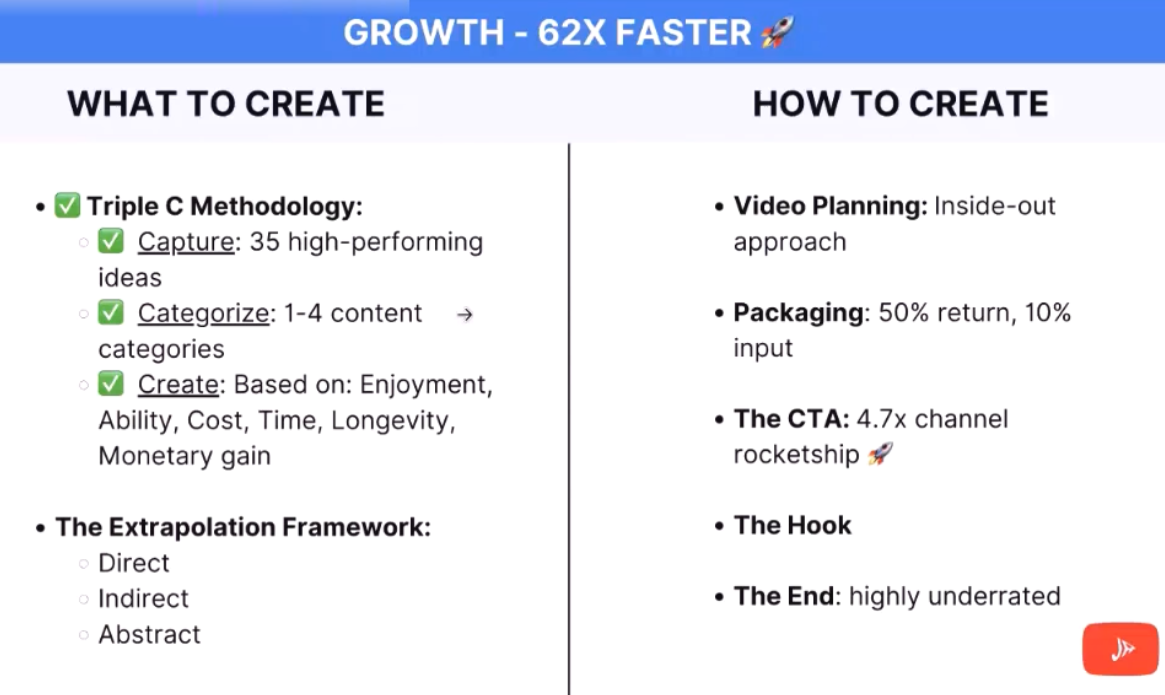 GROWTH - 62X FASTER 🚀
WHAT TO CREATE
• ✅ Triple C Methodology:
○ ✅ Capture: 35 high-performing
ideas
○ ✅ Categorize: 1-4 content →
categories
○ ✅ Create: Based on: Enjoyment,
Ability, Cost, Time, Longevity,
Monetary gain
• The Extrapolation Framework:
○ Direct
○ Indirect
○ Abstract
HOW TO CREATE
• Video Planning: Inside-out
approach
• Packaging: 50% return, 10%
input
• The CTA: 4.7x channel
rocketship 🚀
• The Hook
• The End: highly underrated